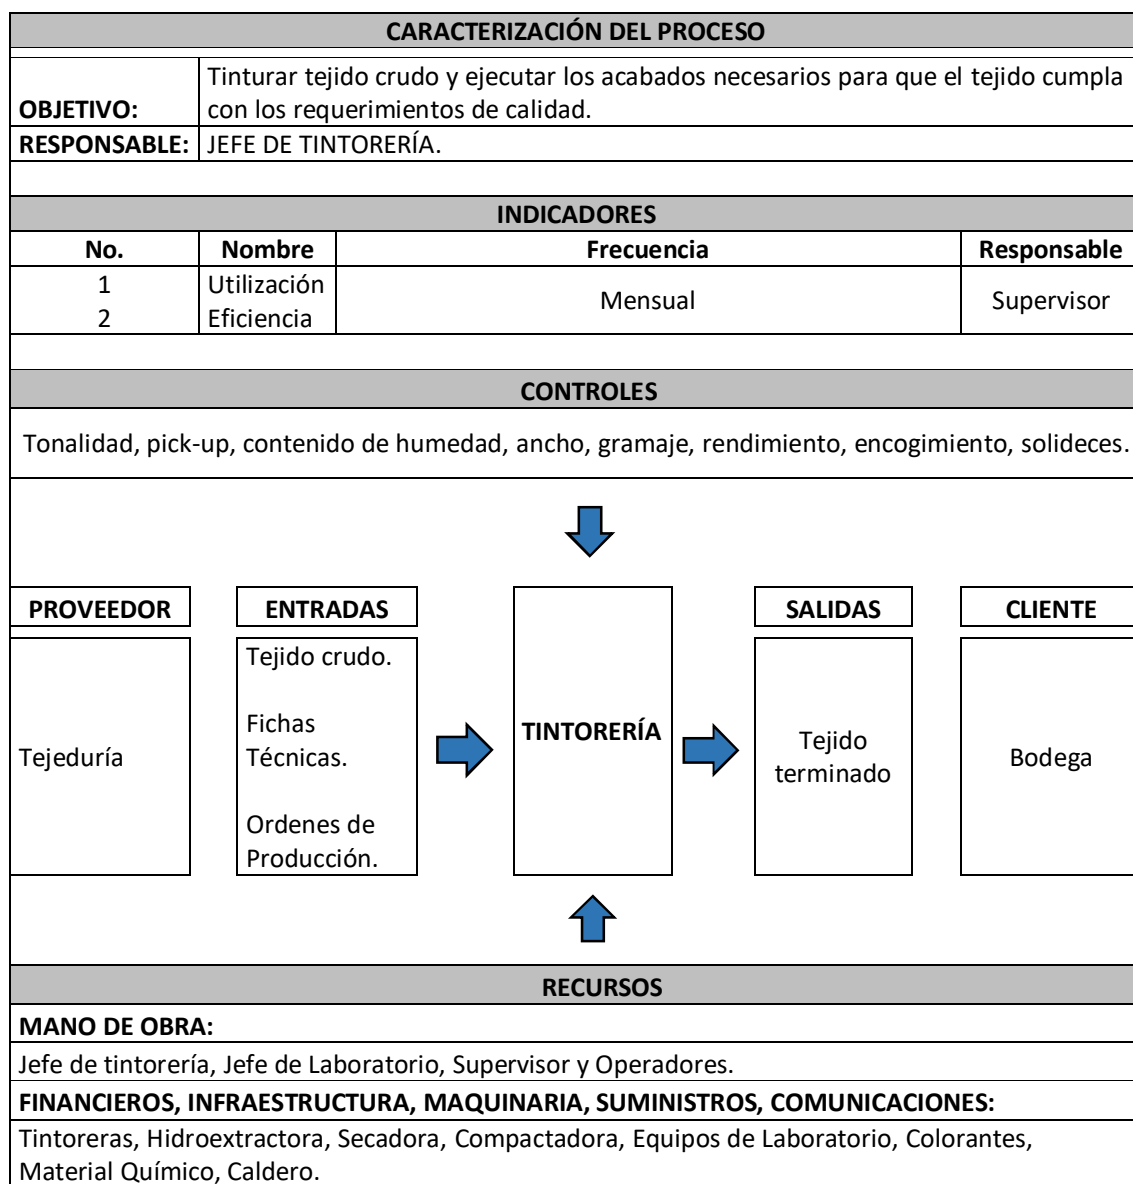 CARACTERIZACIÓN DEL PROCESO
OBJETIVO:
Tinturar tejido crudo y ejecutar los acabados necesarios para que el tejido cumpla
con los requerimientos de calidad.
RESPONSABLE: JEFE DE TINTORERÍA.
INDICADORES
No. Nombre Frecuencia Responsable
1 Utilización
2 Eficiencia
Mensual
Supervisor
CONTROLES
Tonalidad, pick-up, contenido de humedad, ancho, gramaje, rendimiento, encogimiento, solideces.
PROVEEDOR
Tejeduría
ENTRADAS
Tejido crudo.
Fichas
Técnicas.
Ordenes de
Producción.
TINTORERÍA
SALIDAS
Tejido
terminado
CLIENTE
Bodega
RECURSOS
MANO DE OBRA:
Jefe de tintorería, Jefe de Laboratorio, Supervisor y Operadores.
FINANCIEROS, INFRAESTRUCTURA, MAQUINARIA, SUMINISTROS, COMUNICACIONES:
Tintoreras, Hidroextractora, Secadora, Compactadora, Equipos de Laboratorio, Colorantes,
Material Químico, Caldero.